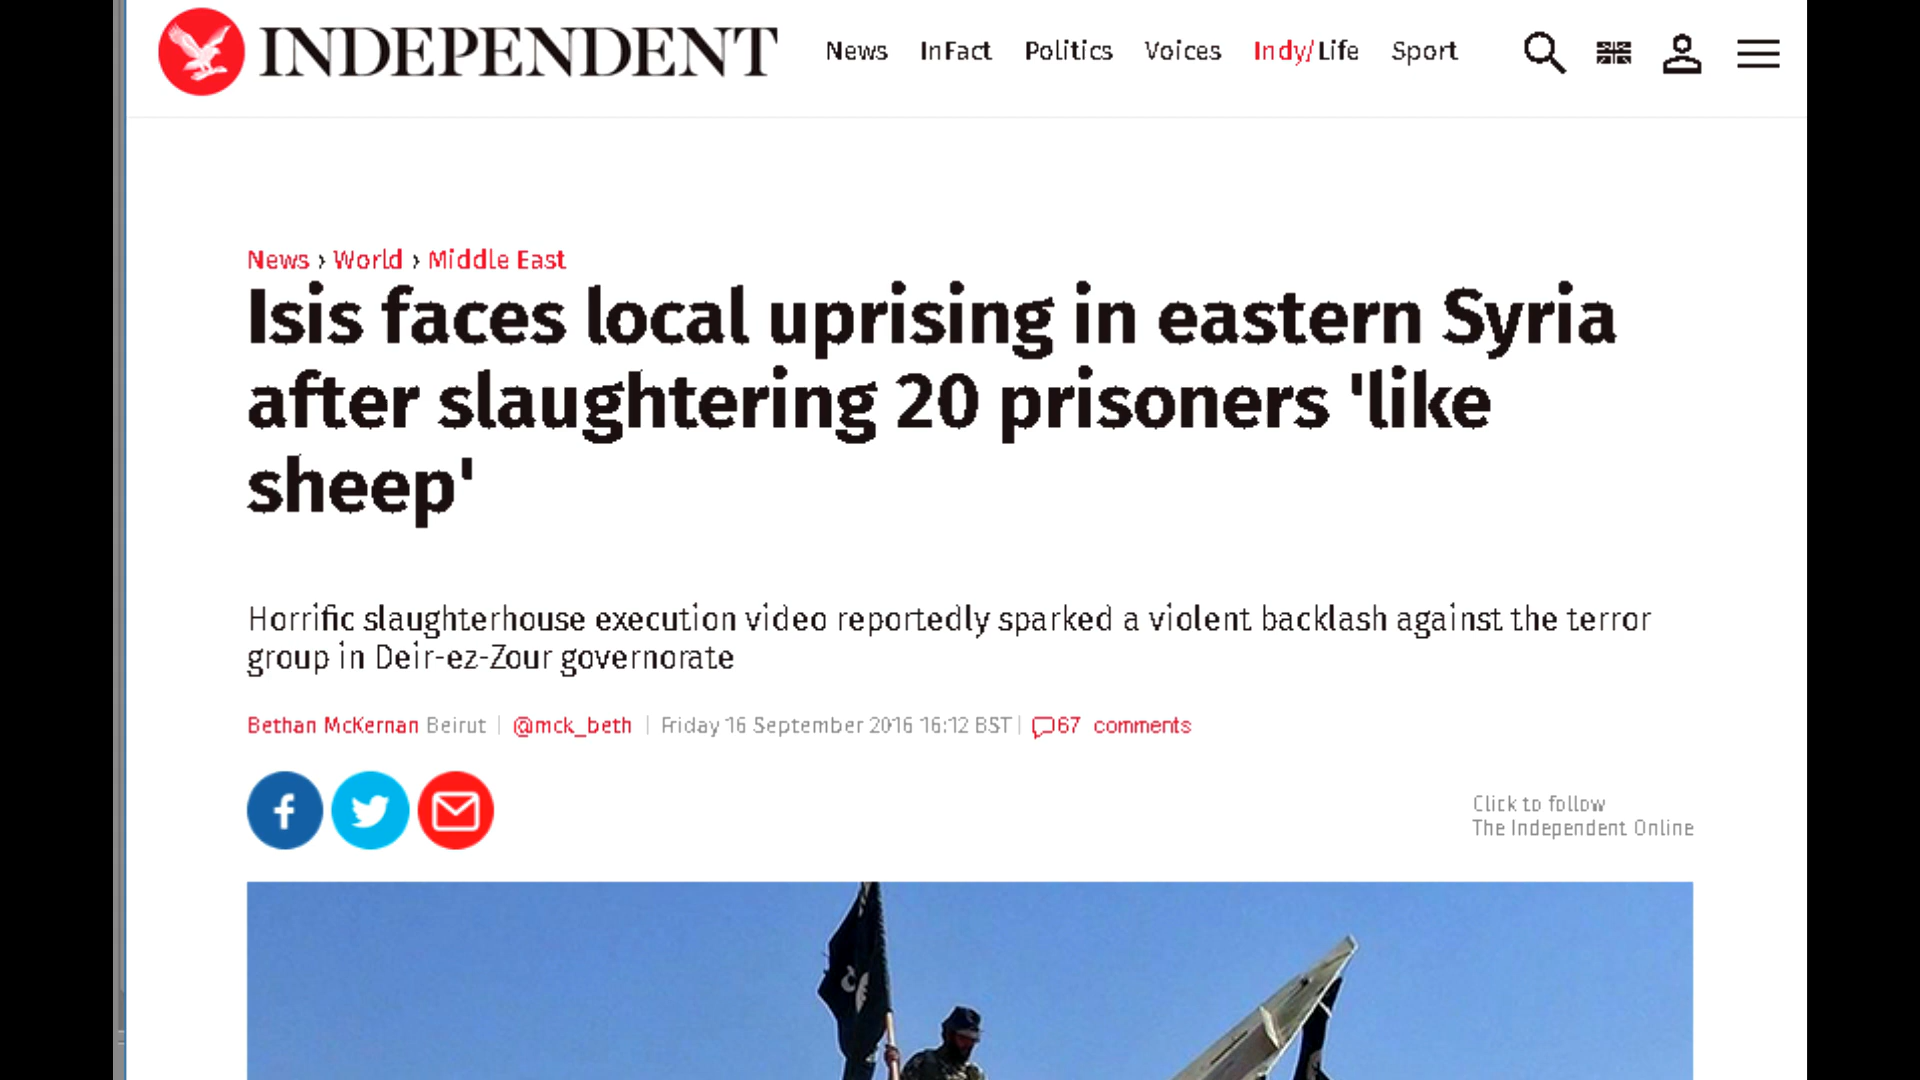 INDEPENDENT
News InFact Politics Voices Indy/Life Sport
News › World › Middle East
Isis faces local uprising in eastern Syria
after slaughtering 20 prisoners 'like
sheep'
Horrific slaughterhouse execution video reportedly sparked a violent backlash against the terror
group in Deir-ez-Zour governorate
Bethan McKernan Beirut | @mck_beth | Friday 16 September 2016 16:12 BST | 67 comments
Click to follow
The Independent Online